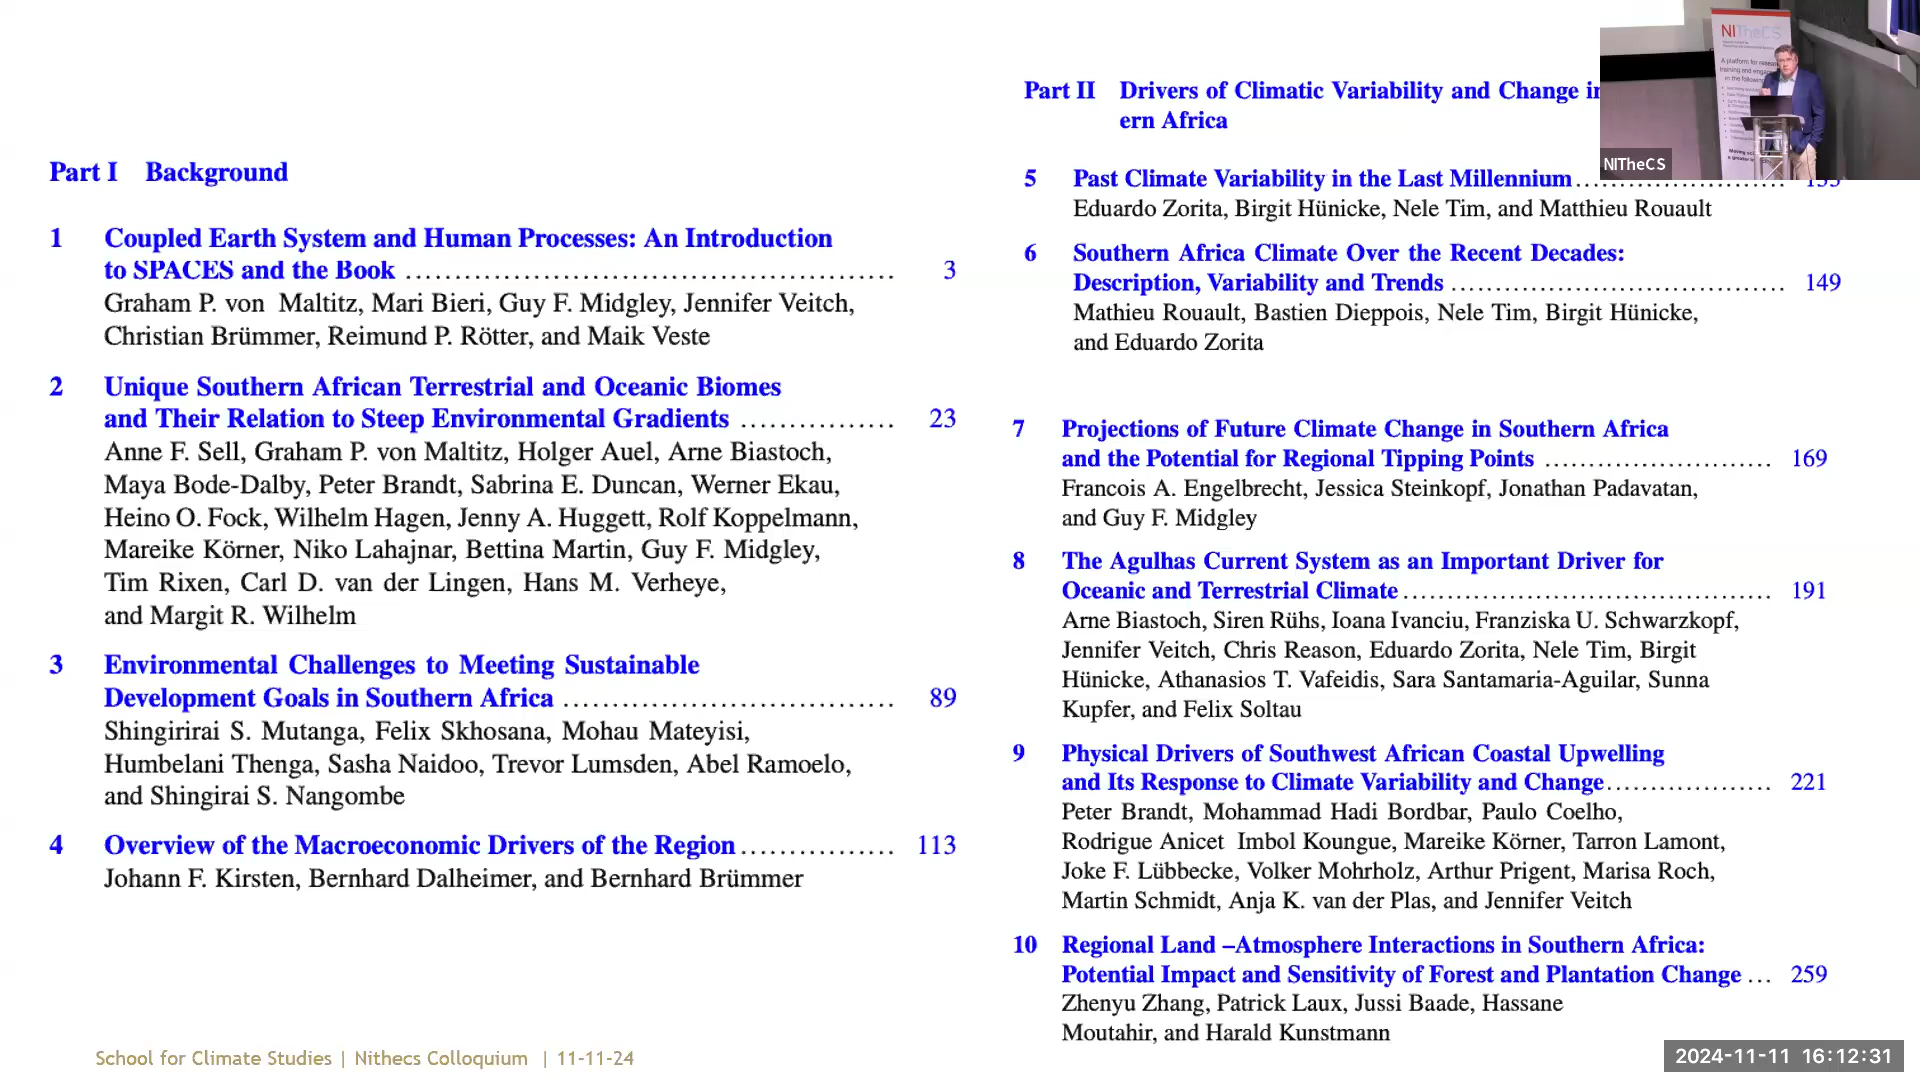 Part I Background
1 Coupled Earth System and Human Processes: An Introduction
to SPACES and the Book .................................................. 3
Graham P. von Maltitz, Mari Bieri, Guy F. Midgley, Jennifer Veitch,
Christian Brümmer, Reimund P. Rötter, and Maik Veste
2 Unique Southern African Terrestrial and Oceanic Biomes
and Their Relation to Steep Environmental Gradients ................ 23
Anne F. Sell, Graham P. von Maltitz, Holger Auel, Arne Biastoch,
Maya Bode-Dalby, Peter Brandt, Sabrina E. Duncan, Werner Ekau,
Heino O. Fock, Wilhelm Hagen, Jenny A. Huggett, Rolf Koppelmann,
Mareike Körner, Niko Lahajnar, Bettina Martin, Guy F. Midgley,
Tim Rixen, Carl D. van der Lingen, Hans M. Verheye,
and Margit R. Wilhelm
3 Environmental Challenges to Meeting Sustainable
Development Goals in Southern Africa .................................. 89
Shingirirai S. Mutanga, Felix Skhosana, Mohau Mateyisi,
Humbelani Thenga, Sasha Naidoo, Trevor Lumsden, Abel Ramoelo,
and Shingirai S. Nangombe
4 Overview of the Macroeconomic Drivers of the Region ................ 113
Johann F. Kirsten, Bernhard Dalheimer, and Bernhard Brümmer
Part II Drivers of Climatic Variability and Change in
ern Africa
5 Past Climate Variability in the Last Millennium .......................
Eduardo Zorita, Birgit Hünicke, Nele Tim, and Matthieu Rouault
6 Southern Africa Climate Over the Recent Decades:
Description, Variability and Trends ..................................... 149
Mathieu Rouault, Bastien Dieppois, Nele Tim, Birgit Hünicke,
and Eduardo Zorita
7 Projections of Future Climate Change in Southern Africa
and the Potential for Regional Tipping Points ......................... 169
Francois A. Engelbrecht, Jessica Steinkopf, Jonathan Padavatan,
and Guy F. Midgley
8 The Agulhas Current System as an Important Driver for
Oceanic and Terrestrial Climate ......................................... 191
Arne Biastoch, Siren Rühs, Ioana Ivanciu, Franziska U. Schwarzkopf,
Jennifer Veitch, Chris Reason, Eduardo Zorita, Nele Tim, Birgit
Hünicke, Athanasios T. Vafeidis, Sara Santamaria-Aguilar, Sunna
Kupfer, and Felix Soltau
9 Physical Drivers of Southwest African Coastal Upwelling
and Its Response to Climate Variability and Change ................... 221
Peter Brandt, Mohammad Hadi Bordbar, Paulo Coelho,
Rodrigue Anicet Imbol Koungue, Mareike Körner, Tarron Lamont,
Joke F. Lübbecke, Volker Mohrholz, Arthur Prigent, Marisa Roch,
Martin Schmidt, Anja K. van der Plas, and Jennifer Veitch
10 Regional Land –Atmosphere Interactions in Southern Africa:
Potential Impact and Sensitivity of Forest and Plantation Change ... 259
Zhenyu Zhang, Patrick Laux, Jussi Baade, Hassane
Moutahir, and Harald Kunstmann
NITheCS
A platform for
training and
in the
NITheCS
School for Climate Studies | Nithecs Colloquium | 11-11-24
2024-11-11 16:12:31